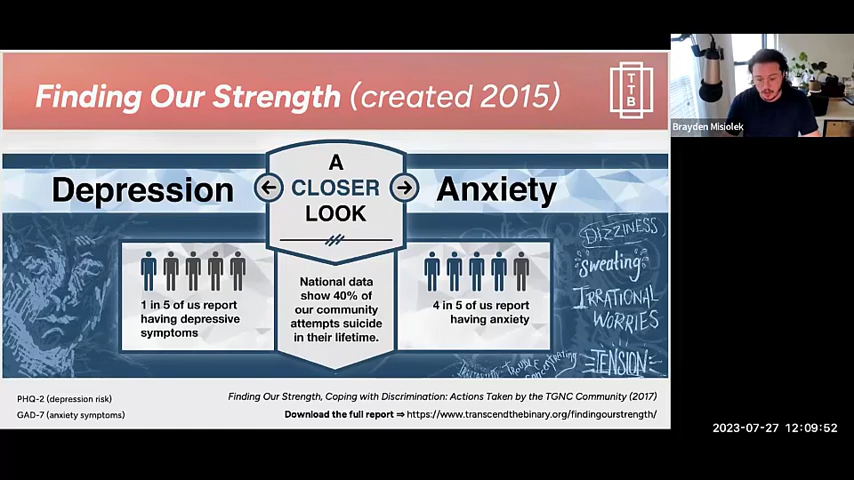 Finding Our Strength (created 2015)
T
T
B
Brayden Misiolek
Depression
A
CLOSER
LOOK
Anxiety
1 in 5 of us report
having depressive
symptoms
National data
show 40% of
our community
attempts suicide
in their lifetime.
4 in 5 of us report
having anxiety
DIZZINESS
Sweating
IRRATIONAL
WORRIES
TROUBLE
CONCENTRATING
TENSION
PHQ-2 (depression risk)
GAD-7 (anxiety symptoms)
Finding Our Strength, Coping with Discrimination: Actions Taken by the TGNC Community (2017)
Download the full report ⇒ https://www.transcendthebinary.org/findingourstrength/
2023-07-27 12:09:52